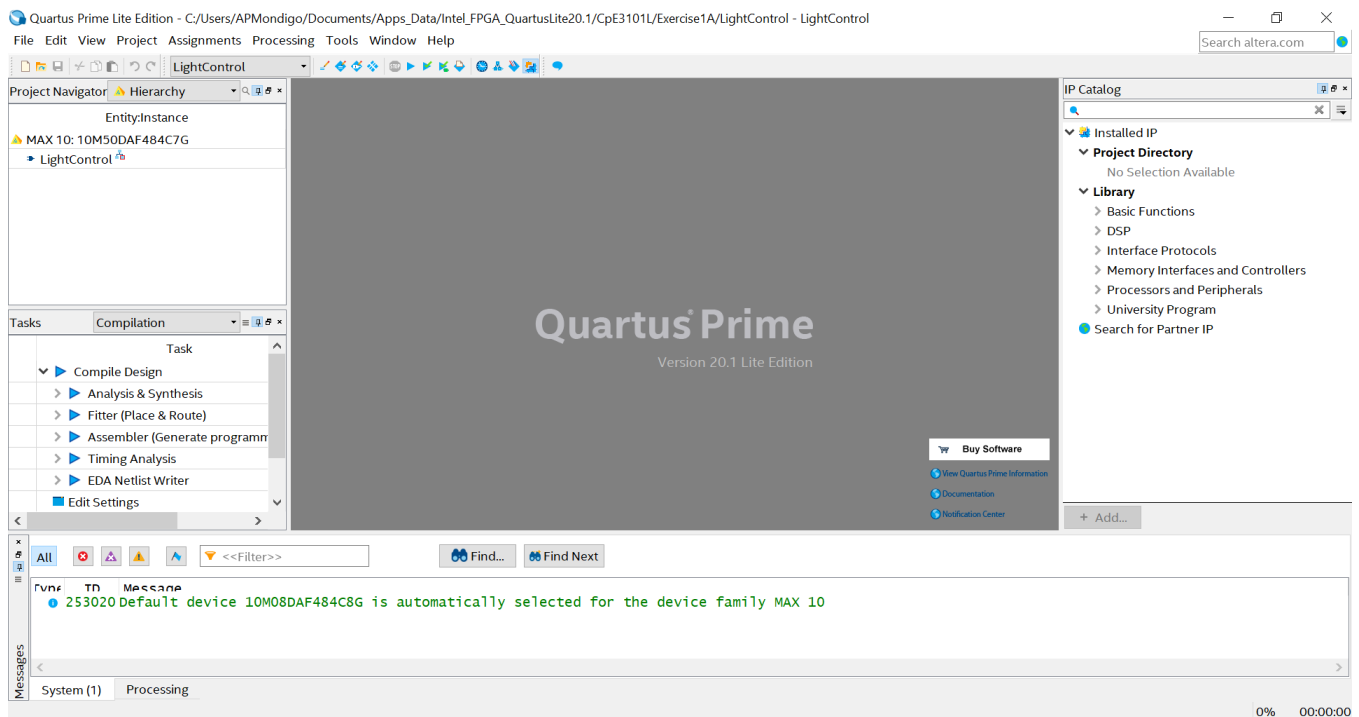 Quartus Prime Lite Edition - C:/Users/APMondigo/Documents/Apps_Data/Intel_FPGA_QuartusLite20.1/CpE3101L/Exercise1A/LightControl - LightControl
File Edit View Project Assignments Processing Tools Window Help
Search altera.com
LightControl
Project Navigator Hierarchy
Entity:Instance
MAX 10: 10M50DAF484C7G
LightControl
Tasks Compilation
Task
Compile Design
Analysis & Synthesis
Fitter (Place & Route)
Assembler (Generate programm
Timing Analysis
EDA Netlist Writer
Edit Settings
Quartus Prime
Version 20.1 Lite Edition
Buy Software
View Quartus Prime Information
Documentation
Notification Center
IP Catalog
Installed IP
Project Directory
No Selection Available
Library
Basic Functions
DSP
Interface Protocols
Memory Interfaces and Controllers
Processors and Peripherals
University Program
Search for Partner IP
+ Add...
All <<Filter>> Find... Find Next
Type ID Message
253020 Default device 10M08DAF484C8G is automatically selected for the device family MAX 10
Messages
System (1) Processing
0% 00:00:00